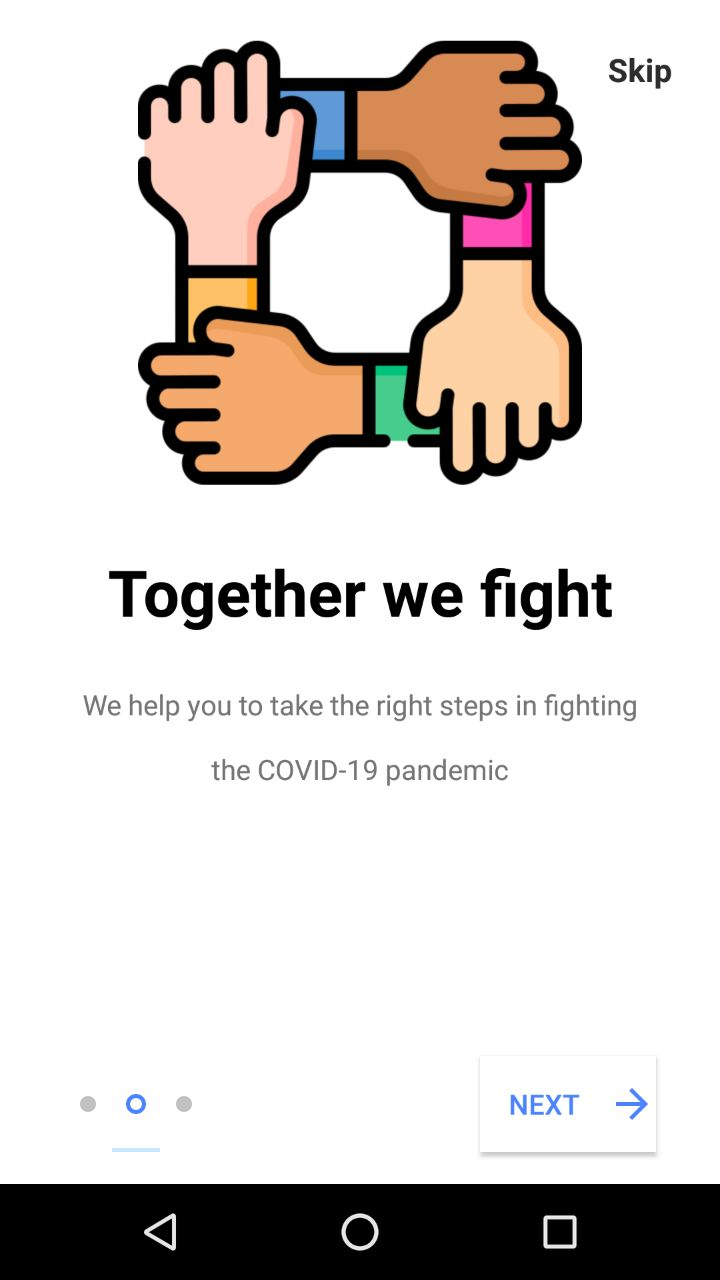 Skip
Together we fight
We help you to take the right steps in fighting
the COVID-19 pandemic
NEXT